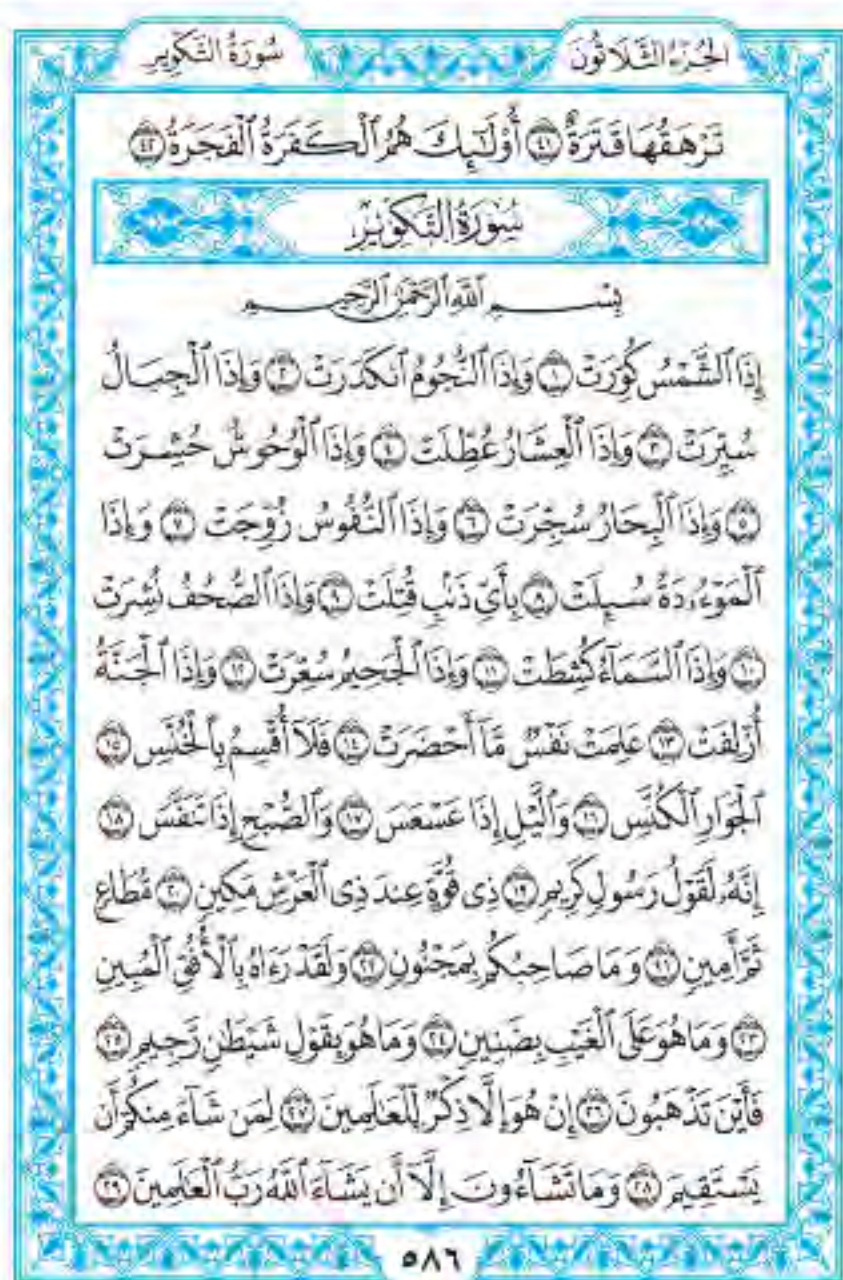 الجُزْءُ الثَّلَاثُونَ
سُورَةُ التَّكْوِيرِ
تَرْهَقُهَا قَتَرَةٌ ٤١ أُوْلَٰٓئِكَ هُمُ ٱلْكَفَرَةُ ٱلْفَجَرَةُ ٤٢
سُورَةُ التَّكْوِيرِ
بِسْمِ ٱللَّهِ ٱلرَّحْمَٰنِ ٱلرَّحِيمِ
إِذَا ٱلشَّمْسُ كُوِّرَتْ ١ وَإِذَا ٱلنُّجُومُ ٱنكَدَرَتْ ٢ وَإِذَا ٱلْجِبَالُ
سُيِّرَتْ ٣ وَإِذَا ٱلْعِشَارُ عُطِّلَتْ ٤ وَإِذَا ٱلْوُحُوشُ حُشِرَتْ
٥ وَإِذَا ٱلْبِحَارُ سُجِّرَتْ ٦ وَإِذَا ٱلنُّفُوسُ زُوِّجَتْ ٧ وَإِذَا
ٱلْمَوْءُۥدَةُ سُئِلَتْ ٨ بِأَيِّ ذَنۢبٍ قُتِلَتْ ٩ وَإِذَا ٱلصُّحُفُ نُشِرَتْ
١٠ وَإِذَا ٱلسَّمَآءُ كُشِطَتْ ١١ وَإِذَا ٱلْجَحِيمُ سُعِّرَتْ ١٢ وَإِذَا ٱلْجَنَّةُ
أُزْلِفَتْ ١٣ عَلِمَتْ نَفْسٌ مَّآ أَحْضَرَتْ ١٤ فَلَآ أُقْسِمُ بِٱلْخُنَّسِ ١٥
ٱلْجَوَارِ ٱلْكُنَّسِ ١٦ وَٱلَّيْلِ إِذَا عَسْعَسَ ١٧ وَٱلصُّبْحِ إِذَا تَنَفَّسَ ١٨
إِنَّهُۥ لَقَوْلُ رَسُولٍ كَرِيمٍ ١٩ ذِى قُوَّةٍ عِندَ ذِى ٱلْعَرْشِ مَكِينٍ ٢٠ مُّطَاعٍ
ثَمَّ أَمِينٍ ٢١ وَمَا صَاحِبُكُم بِمَجْنُونٍ ٢٢ وَلَقَدْ رَءَاهُ بِٱلْأُفُقِ ٱلْمُبِينِ
٢٣ وَمَا هُوَ عَلَى ٱلْغَيْبِ بِضَنِينٍ ٢٤ وَمَا هُوَ بِقَوْلِ شَيْطَٰنٍ رَّجِيمٍ ٢٥
فَأَيْنَ تَذْهَبُونَ ٢٦ إِنْ هُوَ إِلَّا ذِكْرٌ لِّلْعَٰلَمِينَ ٢٧ لِمَن شَآءَ مِنكُمْ أَن
يَسْتَقِيمَ ٢٨ وَمَا تَشَآءُونَ إِلَّآ أَن يَشَآءَ ٱللَّهُ رَبُّ ٱلْعَٰلَمِينَ ٢٩
٥٨٦